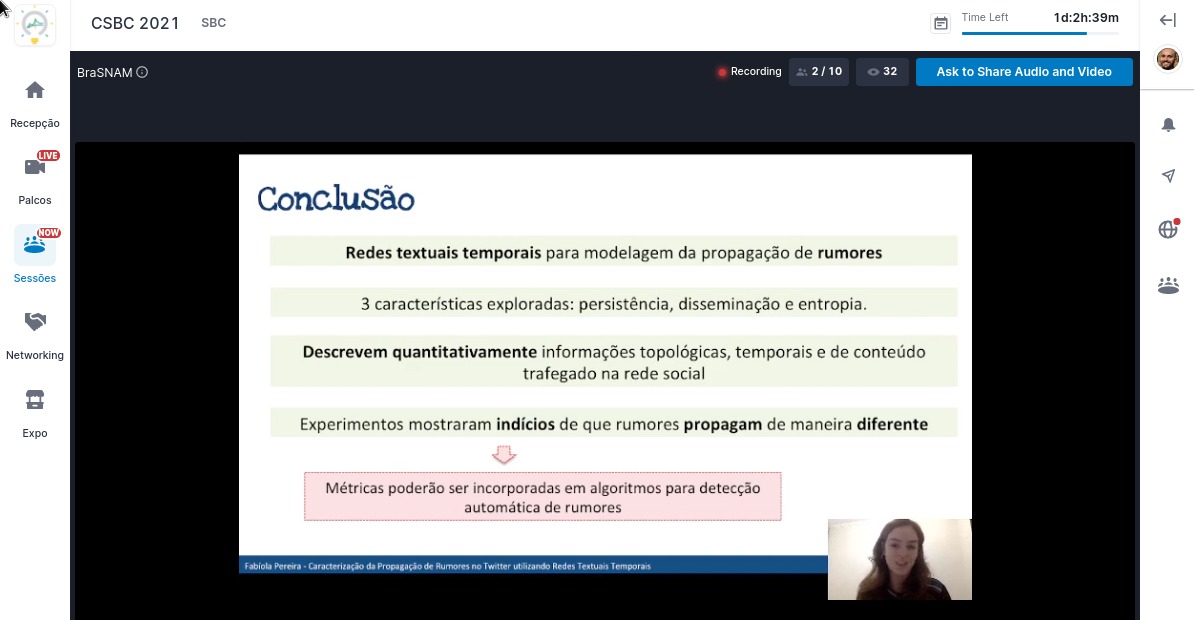 CSBC 2021
SBC
Time Left
1d:2h:39m
BraSNAM
Recording
2 / 10
32
Ask to Share Audio and Video
Recepção
LIVE
Palcos
NOW
Sessões
Networking
Expo
Conclusão
Redes textuais temporais para modelagem da propagação de rumores
3 características exploradas: persistência, disseminação e entropia.
Descrevem quantitativamente informações topológicas, temporais e de conteúdo
trafegado na rede social
Experimentos mostraram indícios de que rumores propagam de maneira diferente
Métricas poderão ser incorporadas em algoritmos para detecção
automática de rumores
Fabíola Pereira - Caracterização da Propagação de Rumores no Twitter utilizando Redes Textuais Temporais